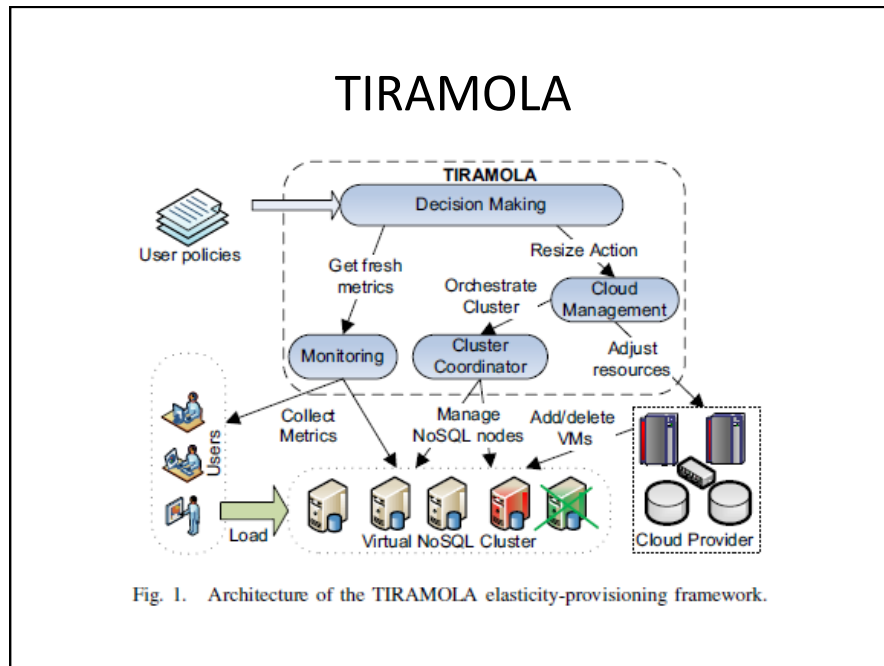 TIRAMOLA
TIRAMOLA
Decision Making
User policies
Get fresh
metrics
Resize Action
Orchestrate
Cluster
Cloud
Management
Monitoring
Cluster
Coordinator
Adjust
resources
Users
Collect
Metrics
Manage
NoSQL nodes
Add/delete
VMs
Load
Virtual NoSQL Cluster
Cloud Provider
Fig. 1. Architecture of the TIRAMOLA elasticity-provisioning framework.